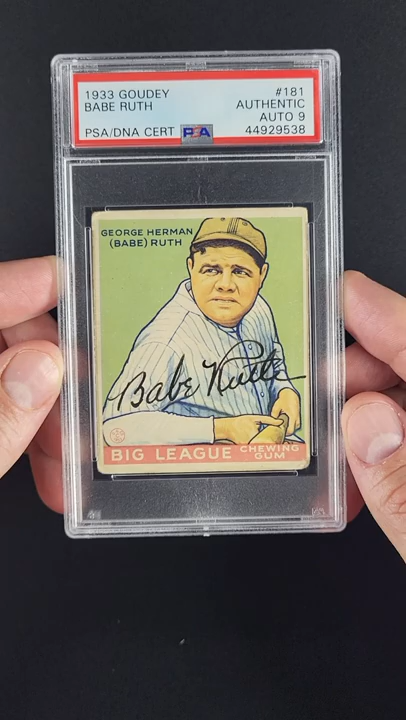 1933 GOUDEY #181
BABE RUTH AUTHENTIC
AUTO 9
PSA/DNA CERT PSA 44929538
GEORGE HERMAN
(BABE) RUTH
Babe Ruth
BIG LEAGUE CHEWING GUM